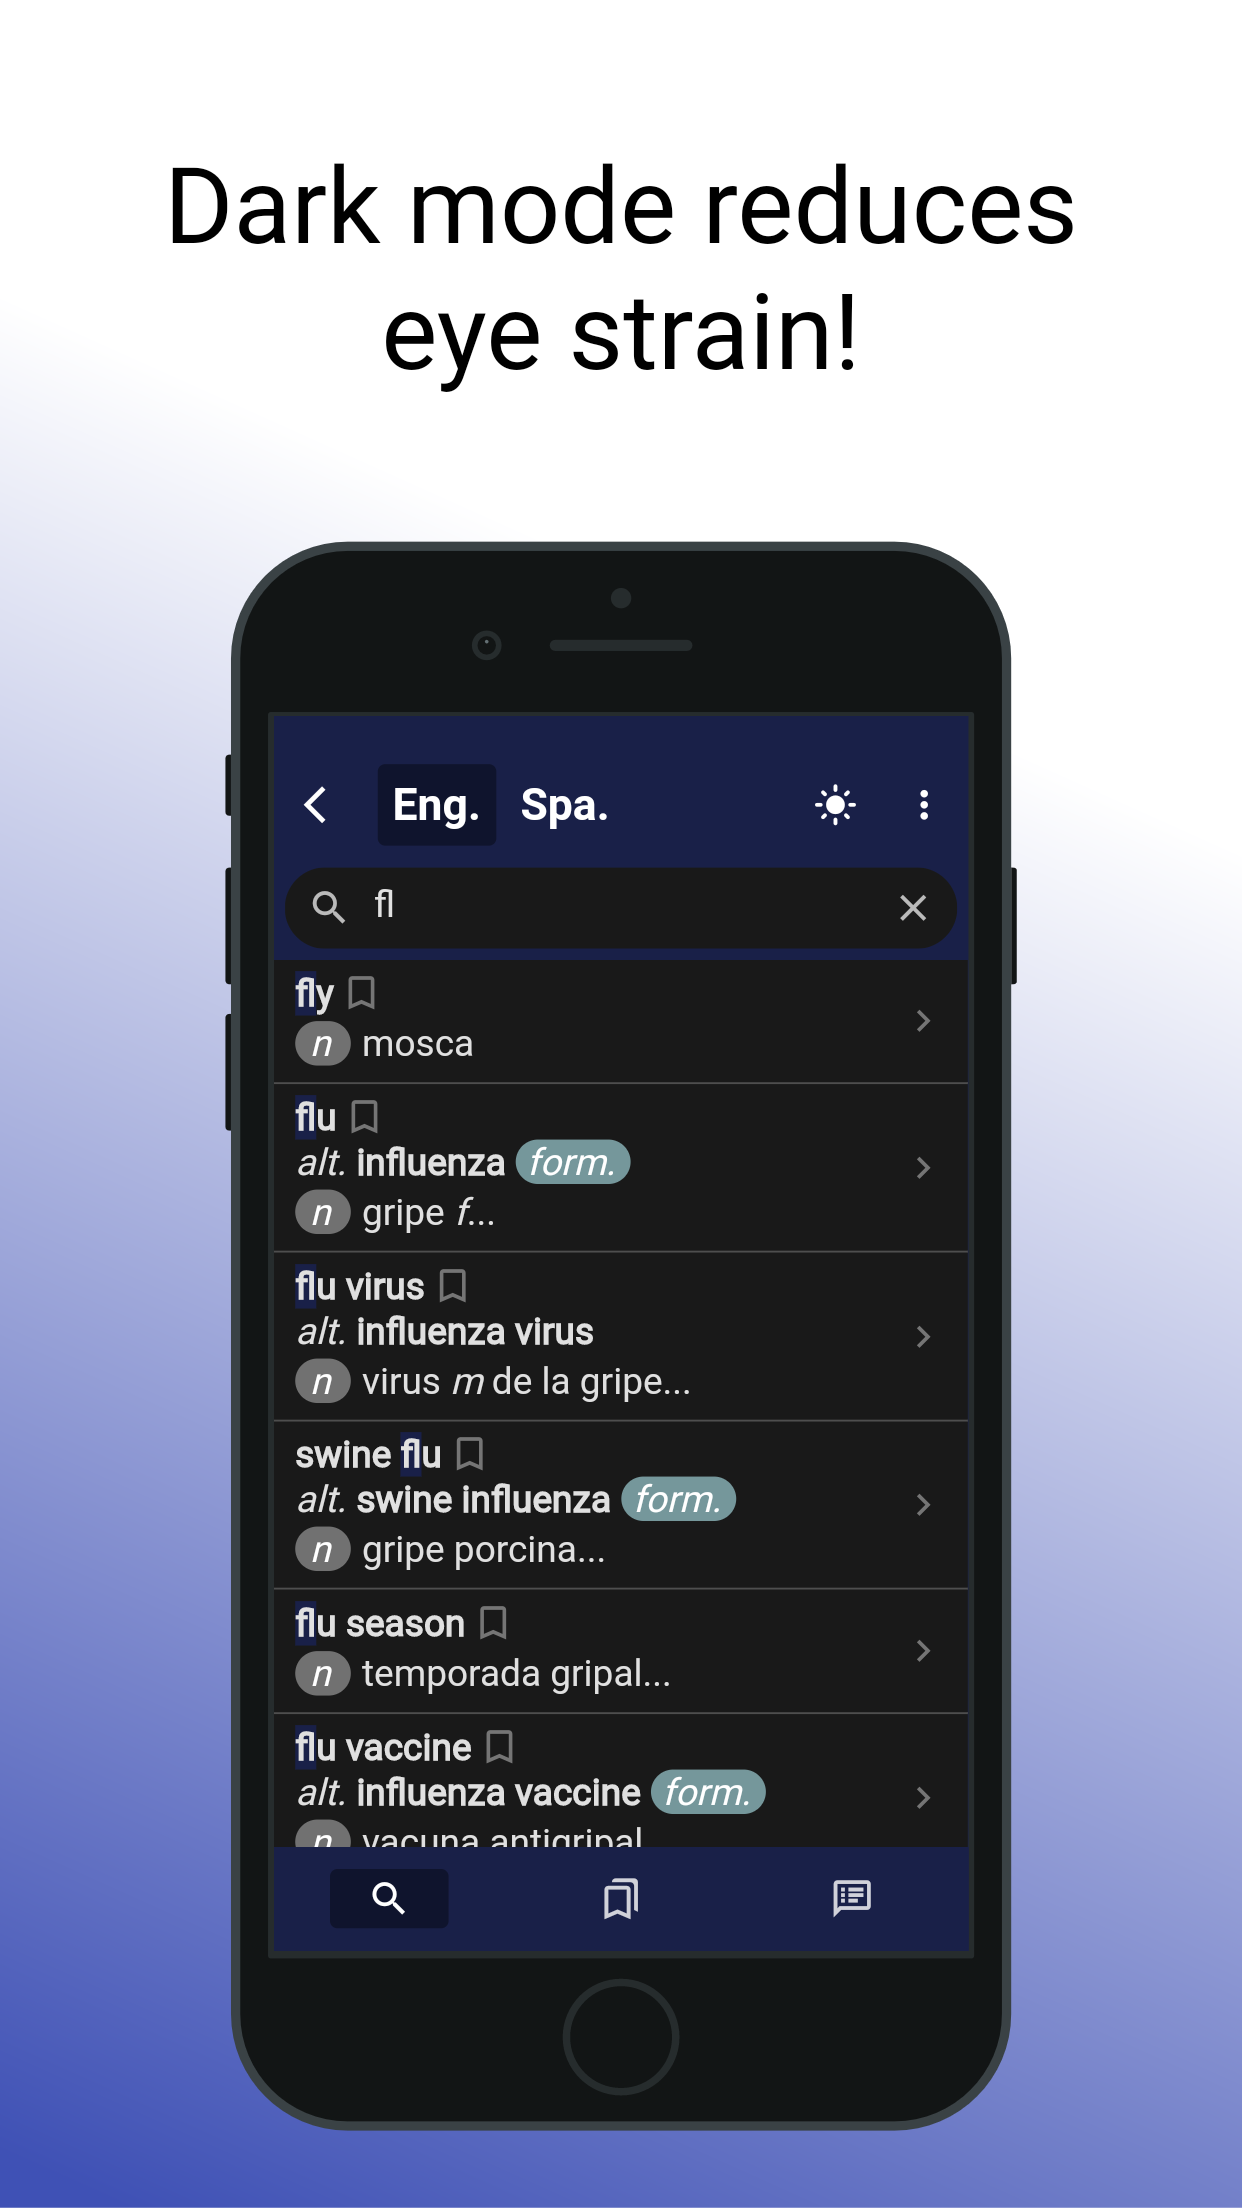 Dark mode reduces
eye strain!
Eng. Spa.
fl
fly
n mosca
flu
alt. influenza form.
n gripe f...
flu virus
alt. influenza virus
n virus m de la gripe...
swine flu
alt. swine influenza form.
n gripe porcina...
flu season
n temporada gripal...
flu vaccine
alt. influenza vaccine form.
n vacuna antigripal